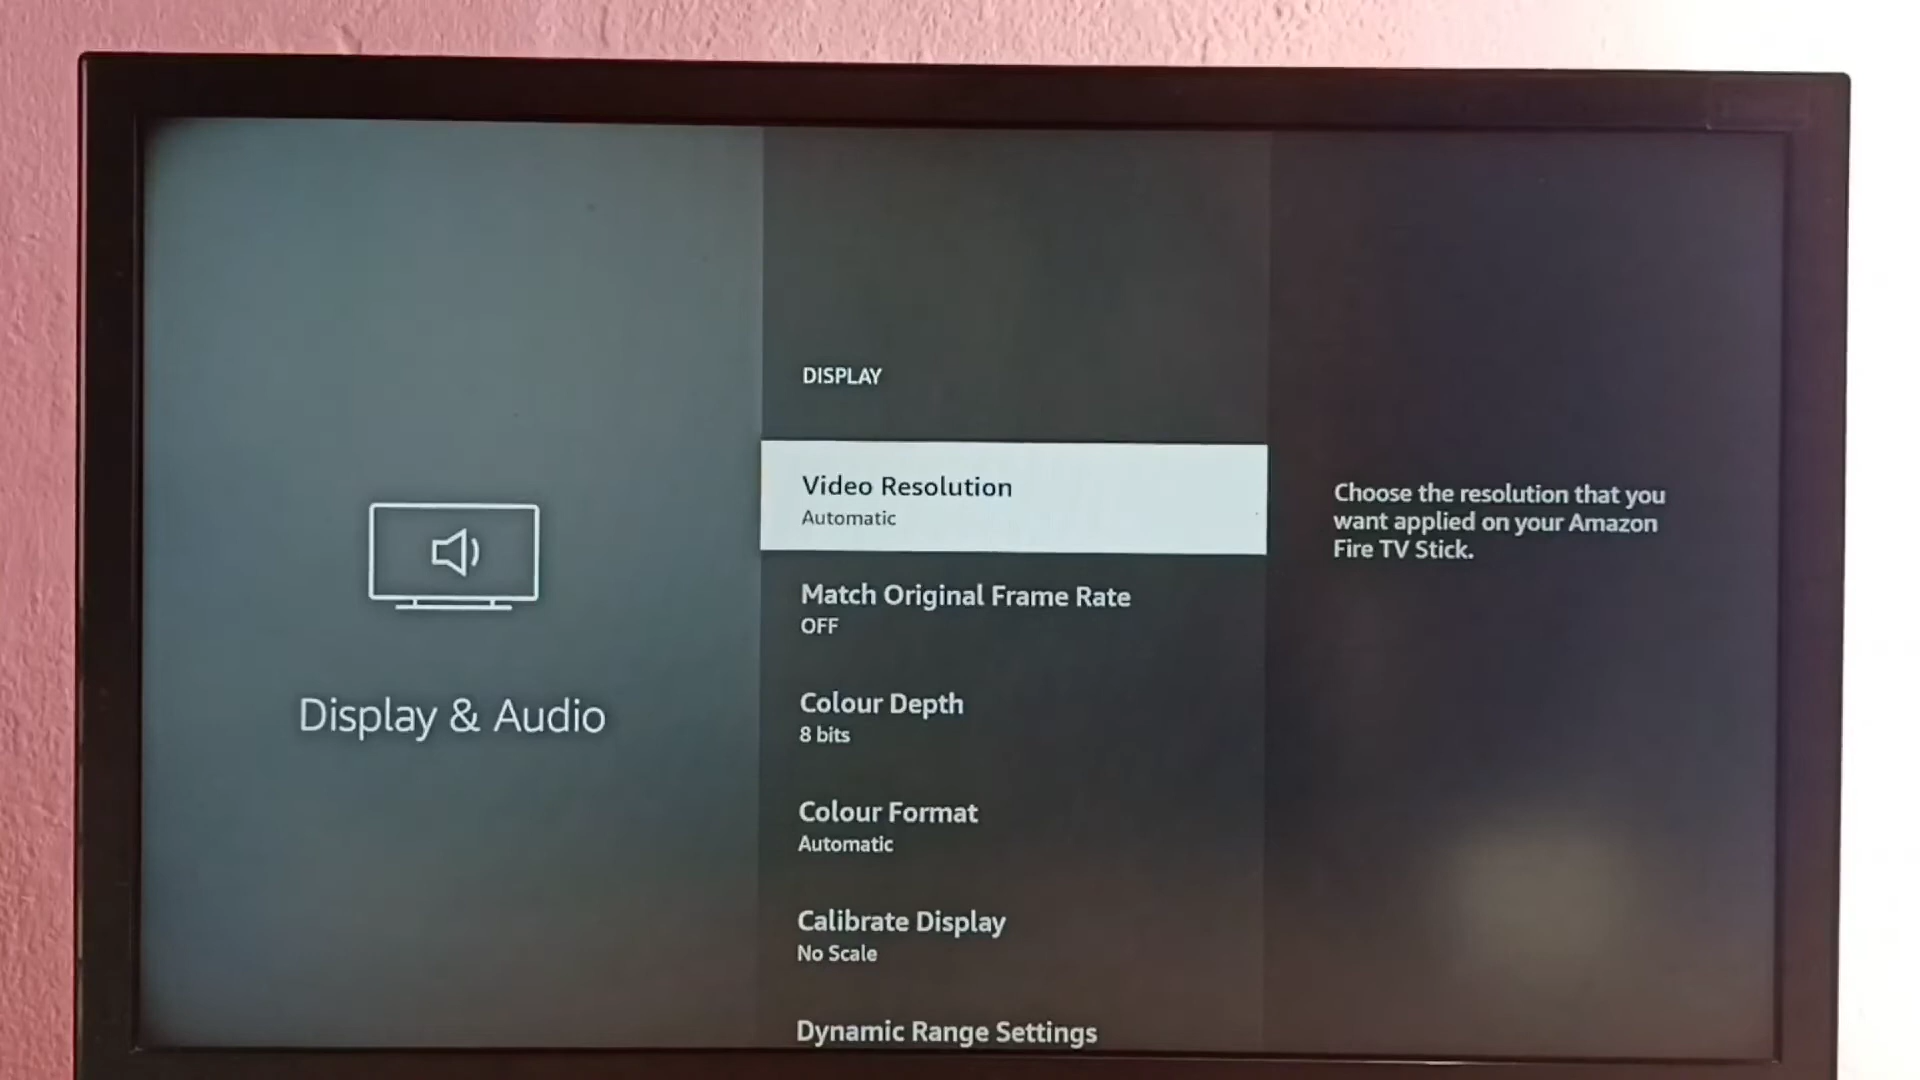 DISPLAY
Video Resolution
Automatic
Choose the resolution that you
want applied on your Amazon
Fire TV Stick.
Match Original Frame Rate
OFF
Display & Audio
Colour Depth
8 bits
Colour Format
Automatic
Calibrate Display
No Scale
Dynamic Range Settings